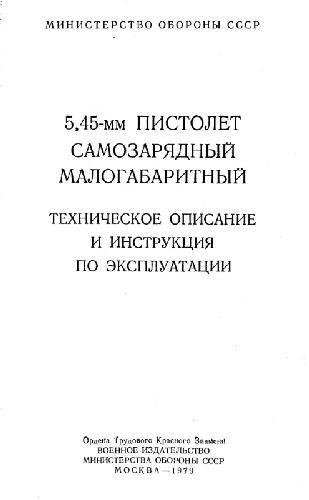 МИНИСТЕРСТВО ОБОРОНЫ СССР
5,45-мм ПИСТОЛЕТ
САМОЗАРЯДНЫЙ
МАЛОГАБАРИТНЫЙ
ТЕХНИЧЕСКОЕ ОПИСАНИЕ
И ИНСТРУКЦИЯ
ПО ЭКСПЛУАТАЦИИ
Ордена Трудового Красного Знамени
ВОЕННОЕ ИЗДАТЕЛЬСТВО
МИНИСТЕРСТВА ОБОРОНЫ СССР
МОСКВА—1979